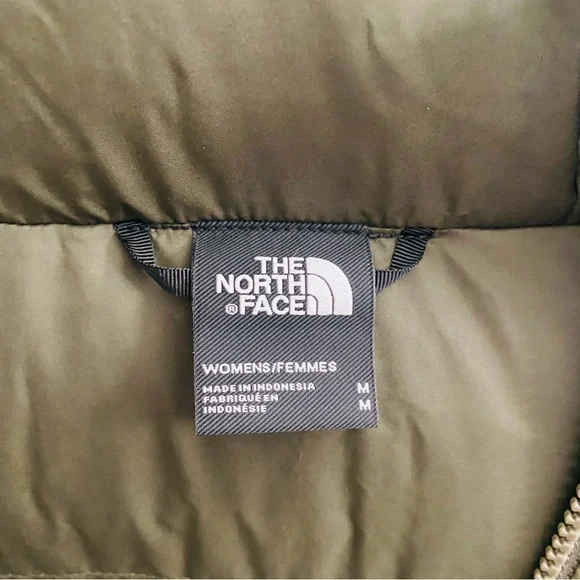 THE
NORTH
®FACE
WOMENS/FEMMES
MADE IN INDONESIA M
FABRIQUÉ EN M
INDONÉSIE